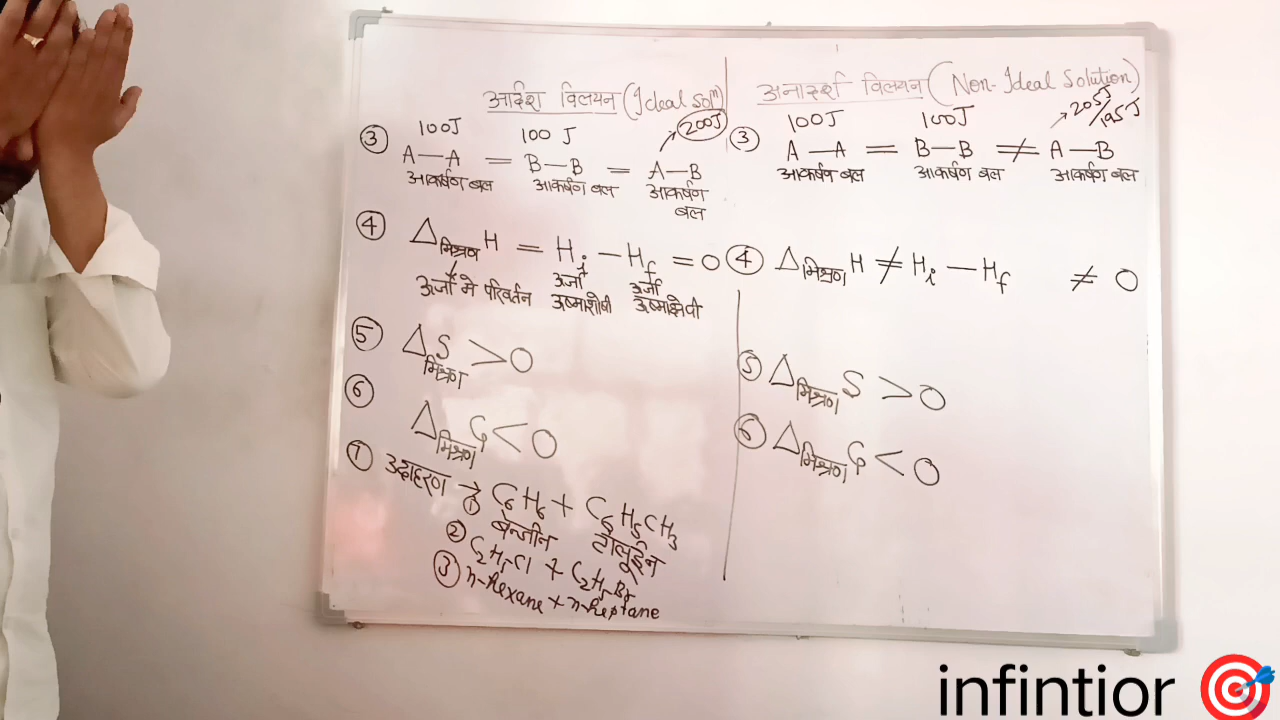 आदर्श विलयन (Ideal Solⁿ)
100J 100 J 200J
③ A—A = B—B = A—B
आकर्षण बल आकर्षण बल आकर्षण
बल
④ Δमिश्रण H = Hᵢ – H_f = 0
ऊर्जा मे परिवर्तन ऊर्जा ऊर्जा
ऊष्माशोषी ऊष्माक्षेपी
⑤ Δमिश्रण S > 0
⑥ Δमिश्रण G < 0
⑦ उदाहरण → ① C₆H₆ + C₆H₅CH₃
बेन्जीन टोलूईन
② C₂H₅Cl + C₂H₅Br
③ n-Hexane + n-Heptane
अनादर्श विलयन (Non-Ideal Solution)
100J 100J 205J/195J
③ A—A = B—B ≠ A—B
आकर्षण बल आकर्षण बल आकर्षण बल
④ Δमिश्रण H ≠ Hᵢ – H_f ≠ 0
⑤ Δमिश्रण S > 0
⑥ Δमिश्रण G < 0
infintior